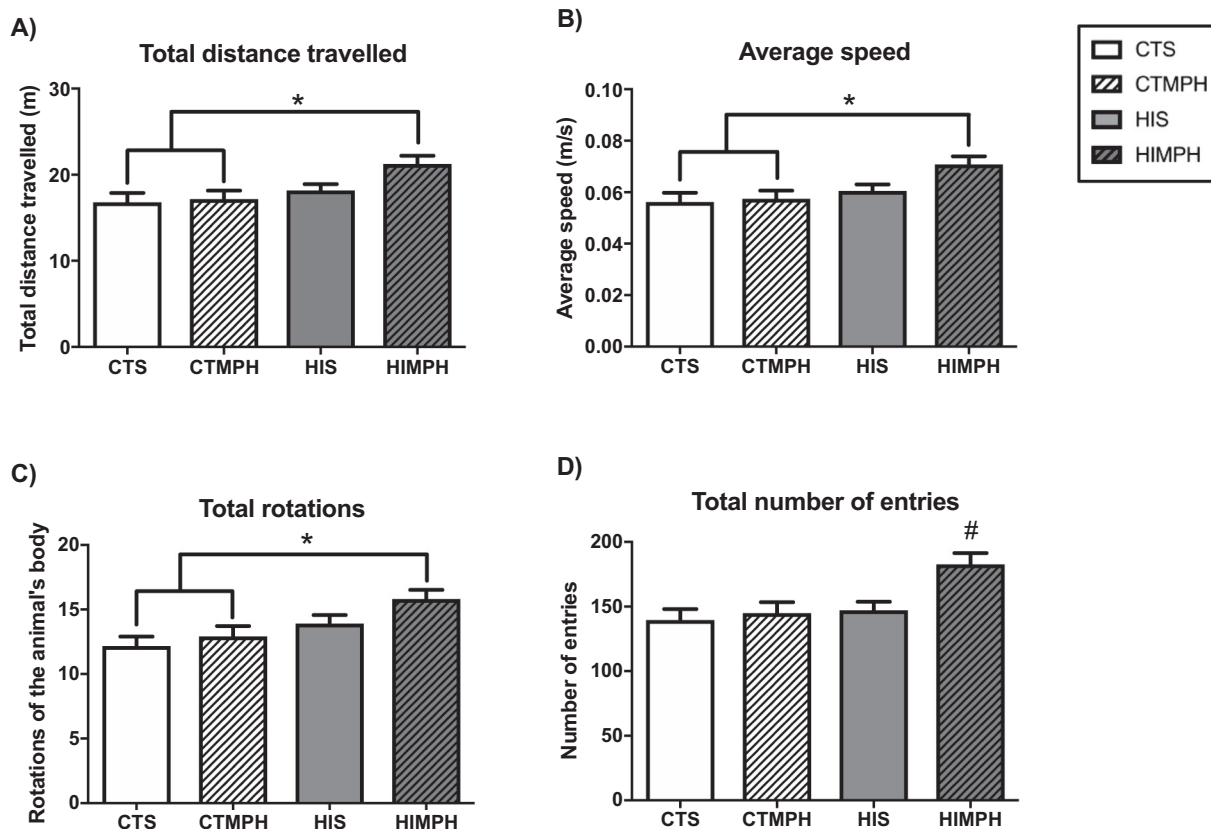 A)
Total distance travelled
Total distance travelled (m)
30
20
10
0
*
CTS CTMPH HIS HIMPH
B)
Average speed
Average speed (m/s)
0.10
0.08
0.06
0.04
0.02
0.00
*
CTS CTMPH HIS HIMPH
CTS
CTMPH
HIS
HIMPH
C)
Total rotations
Rotations of the animal's body
20
15
10
5
0
*
CTS CTMPH HIS HIMPH
D)
Total number of entries
Number of entries
200
150
100
50
0
#
CTS CTMPH HIS HIMPH